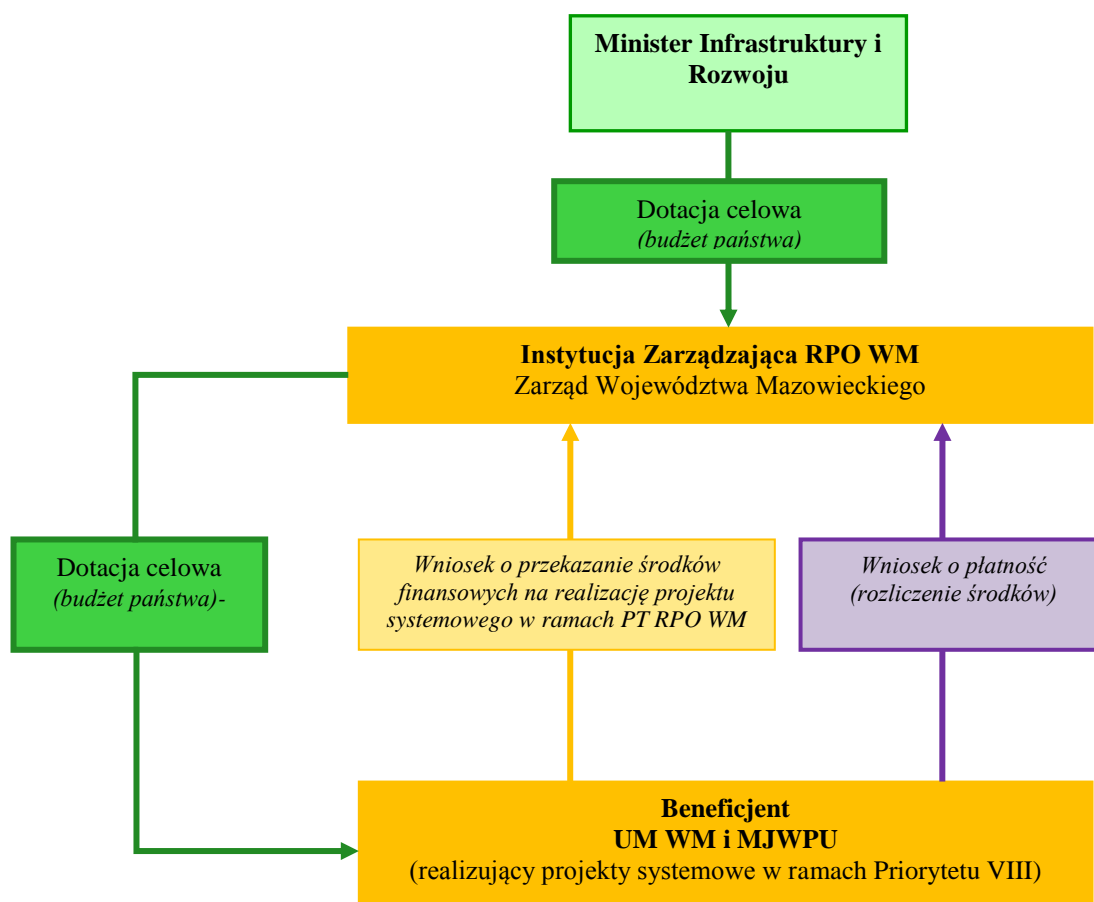 Minister Infrastruktury i
Rozwoju
Dotacja celowa
(budżet państwa)
Instytucja Zarządzająca RPO WM
Zarząd Województwa Mazowieckiego
Dotacja celowa
(budżet państwa)-
Wniosek o przekazanie środków
finansowych na realizację projektu
systemowego w ramach PT RPO WM
Wniosek o płatność
(rozliczenie środków)
Beneficjent
UM WM i MJWPU
(realizujący projekty systemowe w ramach Priorytetu VIII)